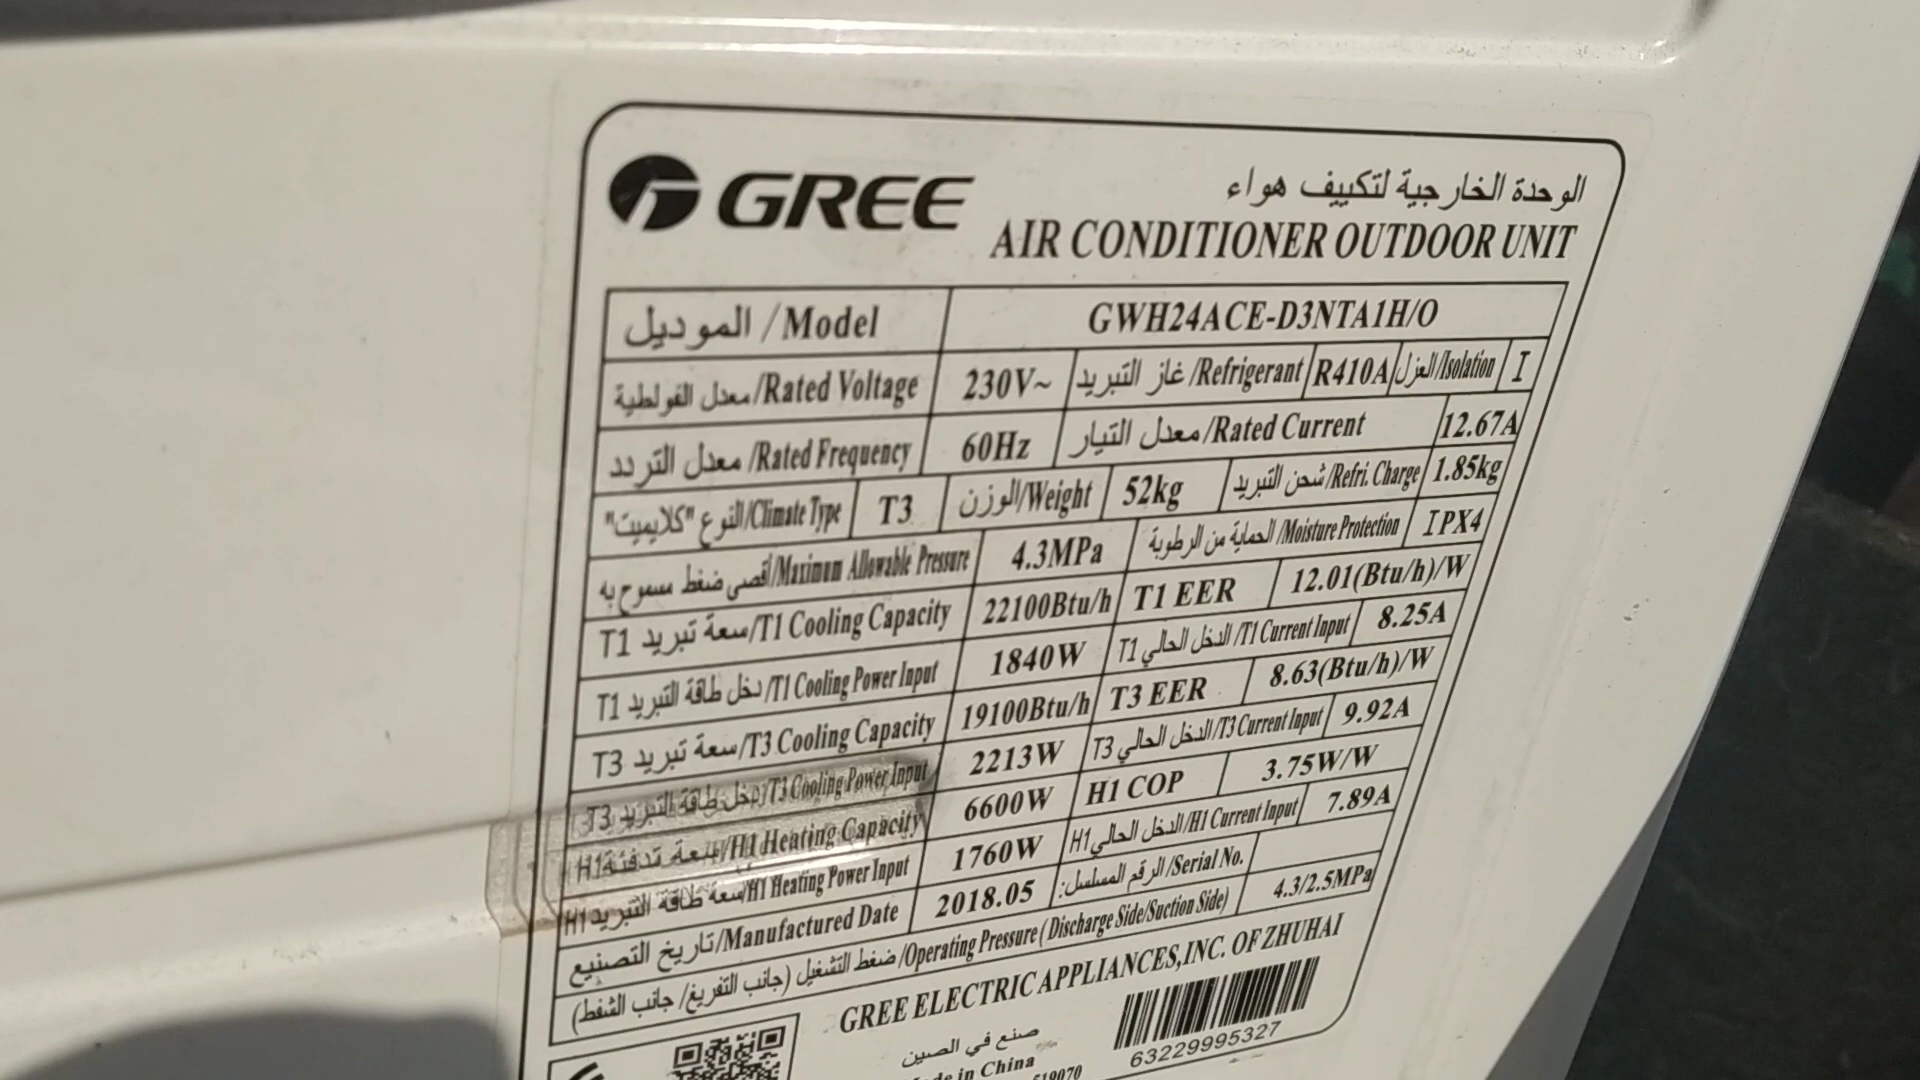 GREE
الوحدة الخارجية لتكييف هواء
AIR CONDITIONER OUTDOOR UNIT
الموديل/Model GWH24ACE-D3NTA1H/O
معدل الفولطية/Rated Voltage 230V~ غاز التبريد/Refrigerant R410A العزل/Isolation I
معدل التردد/Rated Frequency 60Hz معدل التيار/Rated Current 12.67A
النوع "كلايميت"/Climate Type T3 الوزن/Weight 52kg شحن التبريد/Refri. Charge 1.85kg
أقصى ضغط مسموح به/Maximum Allowable Pressure 4.3MPa الحماية من الرطوبة/Moisture Protection IPX4
سعة تبريد T1/T1 Cooling Capacity 22100Btu/h T1 EER 12.01(Btu/h)/W
دخل طاقة التبريد T1/T1 Cooling Power Input 1840W الدخل الحالي T1/T1 Current Input 8.25A
سعة تبريد T3/T3 Cooling Capacity 19100Btu/h T3 EER 8.63(Btu/h)/W
دخل طاقة التبريد T3/T3 Cooling Power Input 2213W الدخل الحالي T3/T3 Current Input 9.92A
سعة تدفئة H1/H1 Heating Capacity 6600W H1 COP 3.75W/W
سعة طاقة التبريد H1/H1 Heating Power Input 1760W الدخل الحالي H1/H1 Current Input 7.89A
تاريخ التصنيع/Manufactured Date 2018.05 الرقم المسلسل:/Serial No.
ضغط التشغيل (جانب التفريغ/ جانب الشفط)/Operating Pressure (Discharge Side/Suction Side) 4.3/2.5MPa
GREE ELECTRIC APPLIANCES,INC. OF ZHUHAI
صنع في الصين
in China
63229995327